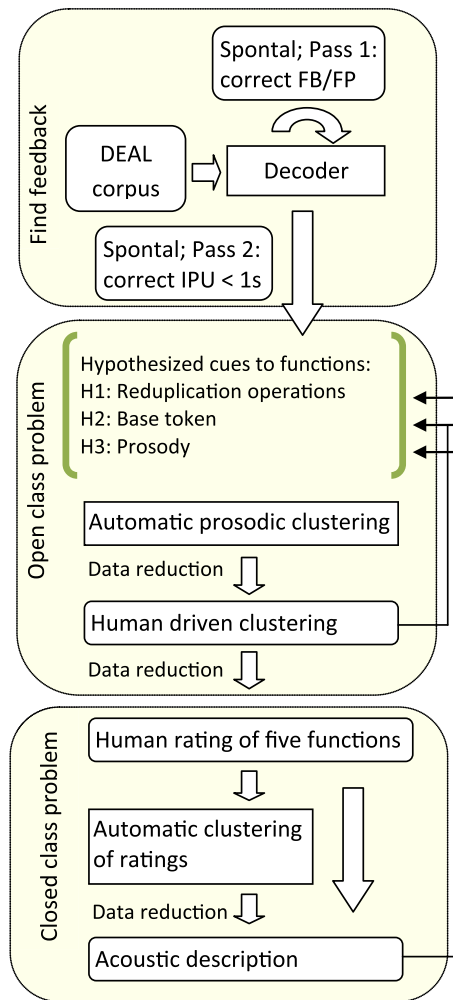 Find feedback
Spontal; Pass 1:
correct FB/FP
DEAL
corpus
Decoder
Spontal; Pass 2:
correct IPU < 1s
Open class problem
Hypothesized cues to functions:
H1: Reduplication operations
H2: Base token
H3: Prosody
Automatic prosodic clustering
Data reduction
Human driven clustering
Data reduction
Closed class problem
Human rating of five functions
Automatic clustering
of ratings
Data reduction
Acoustic description